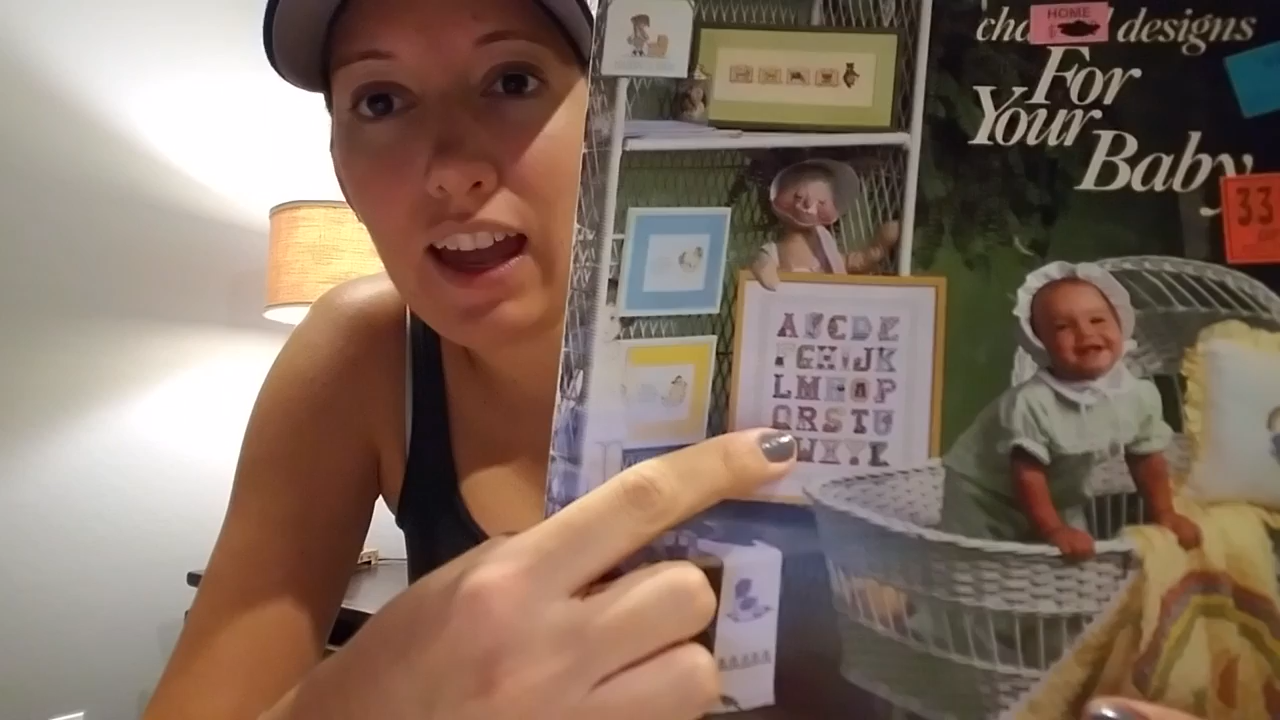 designs
HOME
For
Your
Baby
33
A B C D E
F G H I J K
L M N O P
Q R S T U
W X Y Z